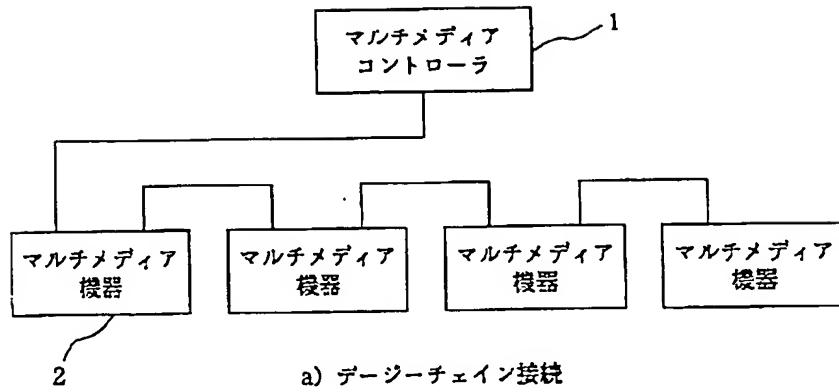 マルチメディア
コントローラ
1
マルチメディア
機器
マルチメディア
機器
マルチメディア
機器
マルチメディア
機器
2
a) デージーチェイン接続